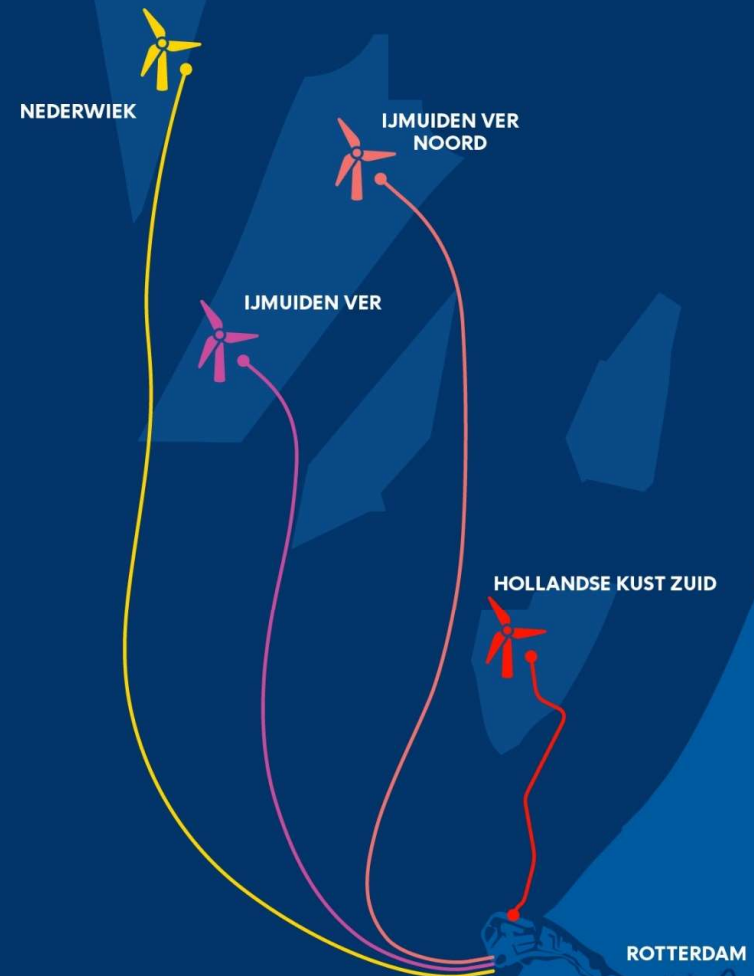 NEDERWIEK
IJMUIDEN VER
NOORD
IJMUIDEN VER
HOLLANDSE KUST ZUID
ROTTERDAM